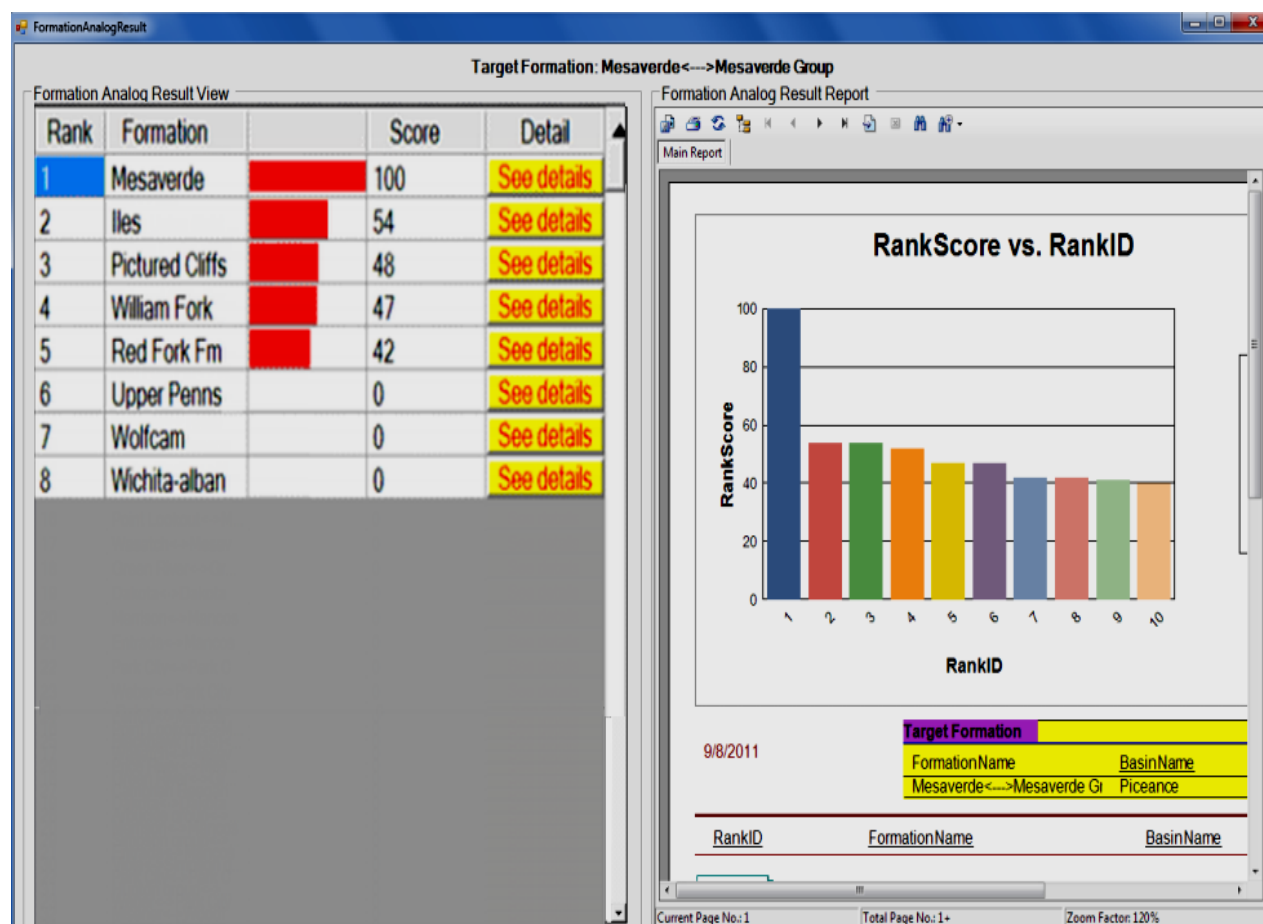 FormationAnalogResult
Target Formation: Mesaverde<--->Mesaverde Group
Formation Analog Result View
Rank Formation Score Detail
1 Mesaverde 100 See details
2 Iles 54 See details
3 Pictured Cliffs 48 See details
4 William Fork 47 See details
5 Red Fork Fm 42 See details
6 Upper Penns 0 See details
7 Wolfcam 0 See details
8 Wichita-alban 0 See details
Formation Analog Result Report
Main Report
RankScore vs. RankID
RankScore
100
80
60
40
20
0
1 2 3 4 5 6 7 8 9 10
RankID
9/8/2011
Target Formation
FormationName BasinName
Mesaverde<--->Mesaverde Gr Piceance
RankID FormationName BasinName
Current Page No.: 1 Total Page No.: 1+ Zoom Factor: 120%